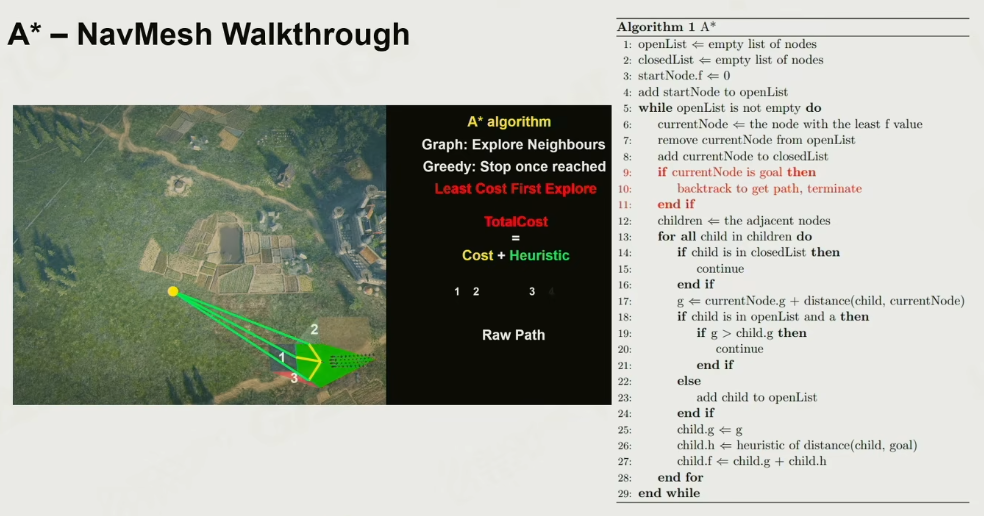 A* – NavMesh Walkthrough
A* algorithm
Graph: Explore Neighbours
Greedy: Stop once reached
Least Cost First Explore
TotalCost
=
Cost + Heuristic
1 2 3 4
Raw Path
2
1
3
Algorithm 1 A*
1: openList ⇐ empty list of nodes
2: closedList ⇐ empty list of nodes
3: startNode.f ⇐ 0
4: add startNode to openList
5: while openList is not empty do
6: currentNode ⇐ the node with the least f value
7: remove currentNode from openList
8: add currentNode to closedList
9: if currentNode is goal then
10: backtrack to get path, terminate
11: end if
12: children ⇐ the adjacent nodes
13: for all child in children do
14: if child is in closedList then
15: continue
16: end if
17: g ⇐ currentNode.g + distance(child, currentNode)
18: if child is in openList and a then
19: if g > child.g then
20: continue
21: end if
22: else
23: add child to openList
24: end if
25: child.g ⇐ g
26: child.h ⇐ heuristic of distance(child, goal)
27: child.f ⇐ child.g + child.h
28: end for
29: end while